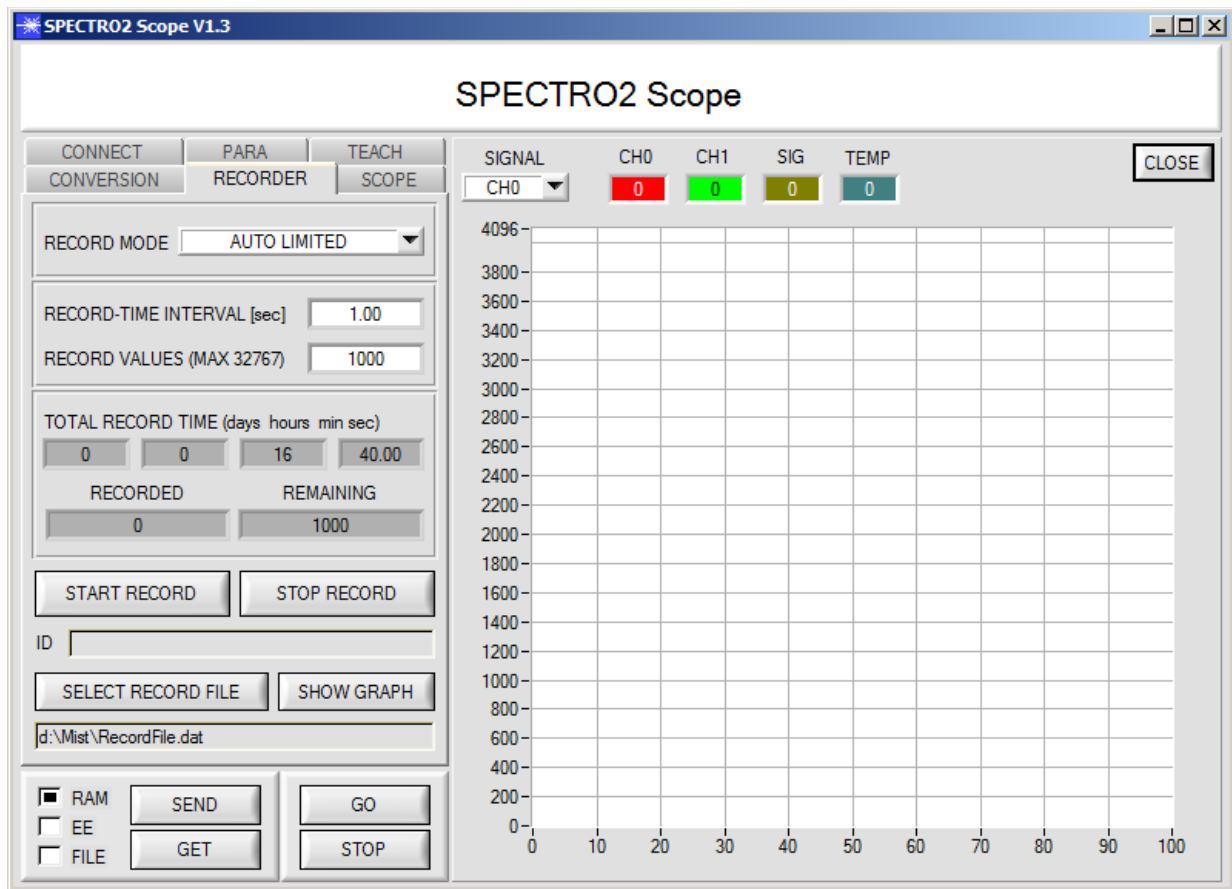 SPECTRO2 Scope V1.3
SPECTRO2 Scope
CONNECT PARA TEACH
CONVERSION RECORDER SCOPE
RECORD MODE AUTO LIMITED
RECORD-TIME INTERVAL [sec] 1.00
RECORD VALUES (MAX 32767) 1000
TOTAL RECORD TIME (days hours min sec)
0 0 16 40.00
RECORDED REMAINING
0 1000
START RECORD STOP RECORD
ID
SELECT RECORD FILE SHOW GRAPH
d:\Mist\RecordFile.dat
RAM SEND GO
EE
FILE GET STOP
SIGNAL CH0 CH1 SIG TEMP
CH0 0 0 0 0
CLOSE
4096
3800
3600
3400
3200
3000
2800
2600
2400
2200
2000
1800
1600
1400
1200
1000
800
600
400
200
0
0 10 20 30 40 50 60 70 80 90 100